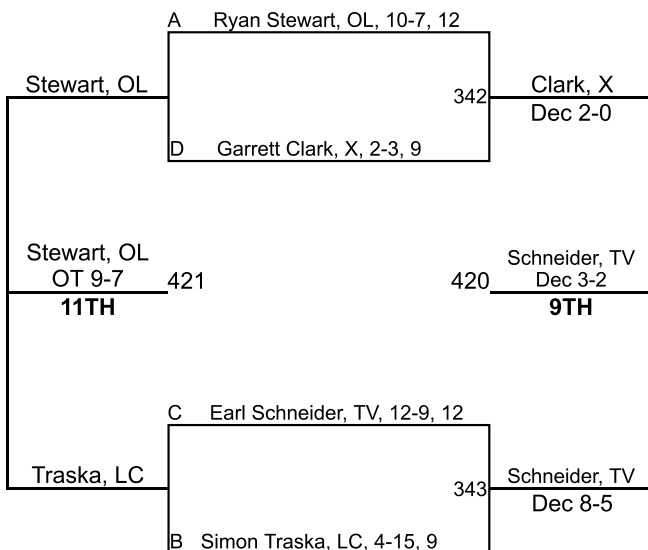 A Ryan Stewart, OL, 10-7, 12
Stewart, OL
342
Clark, X
Dec 2-0
D Garrett Clark, X, 2-3, 9
Stewart, OL
OT 9-7
11TH
421
420
Schneider, TV
Dec 3-2
9TH
C Earl Schneider, TV, 12-9, 12
Traska, LC
343
Schneider, TV
Dec 8-5
B Simon Traska, LC, 4-15, 9